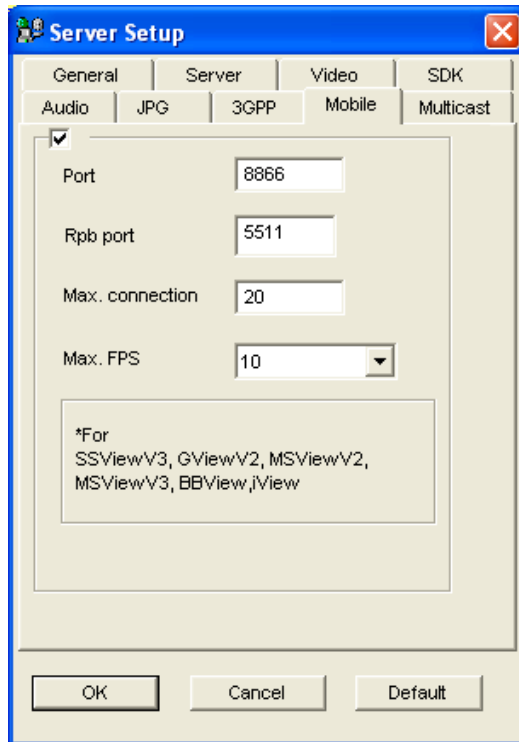 Server Setup
General Server Video SDK
Audio JPG 3GPP Mobile Multicast
Port 8866
Rpb port 5511
Max. connection 20
Max. FPS 10
*For
SSViewV3, GViewV2, MSViewV2,
MSViewV3, BBView,iView
OK Cancel Default